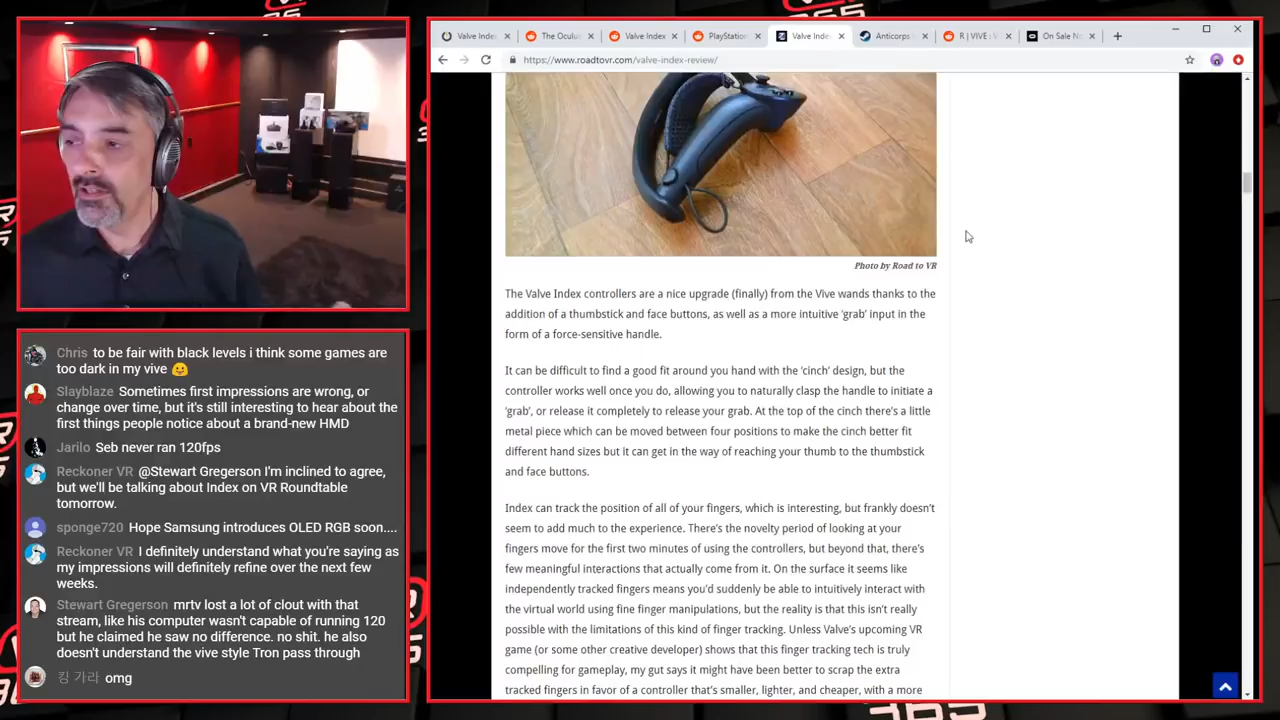 Valve Index
The Oculu
Valve Index
PlayStation
Valve Index
Anticorps
R | VIVE : V
On Sale No
https://www.roadtovr.com/valve-index-review/
Photo by Road to VR
The Valve Index controllers are a nice upgrade (finally) from the Vive wands thanks to the
addition of a thumbstick and face buttons, as well as a more intuitive ‘grab’ input in the
form of a force-sensitive handle.
It can be difficult to find a good fit around you hand with the ‘cinch’ design, but the
controller works well once you do, allowing you to naturally clasp the handle to initiate a
‘grab’, or release it completely to release your grab. At the top of the cinch there’s a little
metal piece which can be moved between four positions to make the cinch better fit
different hand sizes but it can get in the way of reaching your thumb to the thumbstick
and face buttons.
Index can track the position of all of your fingers, which is interesting, but frankly doesn’t
seem to add much to the experience. There’s the novelty period of looking at your
fingers move for the first two minutes of using the controllers, but beyond that, there’s
few meaningful interactions that actually come from it. On the surface it seems like
independently tracked fingers means you’d suddenly be able to intuitively interact with
the virtual world using fine finger manipulations, but the reality is that this isn’t really
possible with the limitations of this kind of finger tracking. Unless Valve’s upcoming VR
game (or some other creative developer) shows that this finger tracking tech is truly
compelling for gameplay, my gut says it might have been better to scrap the extra
tracked fingers in favor of a controller that’s smaller, lighter, and cheaper, with a more
Chris to be fair with black levels i think some games are
too dark in my vive
Slayblaze Sometimes first impressions are wrong, or
change over time, but it's still interesting to hear about the
first things people notice about a brand-new HMD
Jarilo Seb never ran 120fps
Reckoner VR @Stewart Gregerson I'm inclined to agree,
but we'll be talking about Index on VR Roundtable
tomorrow.
sponge720 Hope Samsung introduces OLED RGB soon....
Reckoner VR I definitely understand what you're saying as
my impressions will definitely refine over the next few
weeks.
Stewart Gregerson mrtv lost a lot of clout with that
stream, like his computer wasn't capable of running 120
but he claimed he saw no difference. no shit. he also
doesn't understand the vive style Tron pass through
킹 가라 omg